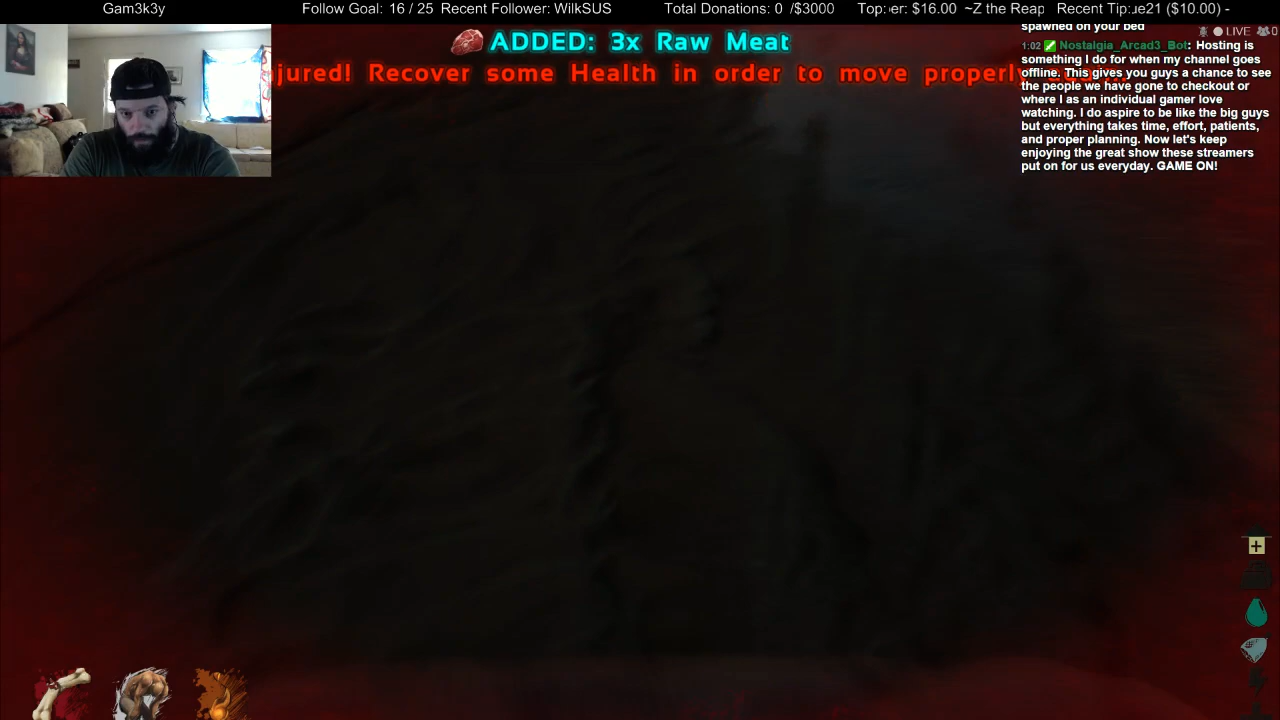 Gam3k3y
Follow Goal: 16 / 25 Recent Follower: WilkSUS
Total Donations: 0 /$3000
Top:
er: $16.00 ~Z the Reap
Recent Tip:
ue21 ($10.00) -
ADDED: 3x Raw Meat
jured! Recover some Health in order to move properly
spawned on your bed
LIVE 0
1:02 Nostalgia_Arcad3_Bot: Hosting is
something I do for when my channel goes
offline. This gives you guys a chance to see
the people we have gone to checkout or
where I as an individual gamer love
watching. I do aspire to be like the big guys
but everything takes time, effort, patients,
and proper planning. Now let's keep
enjoying the great show these streamers
put on for us everyday. GAME ON!